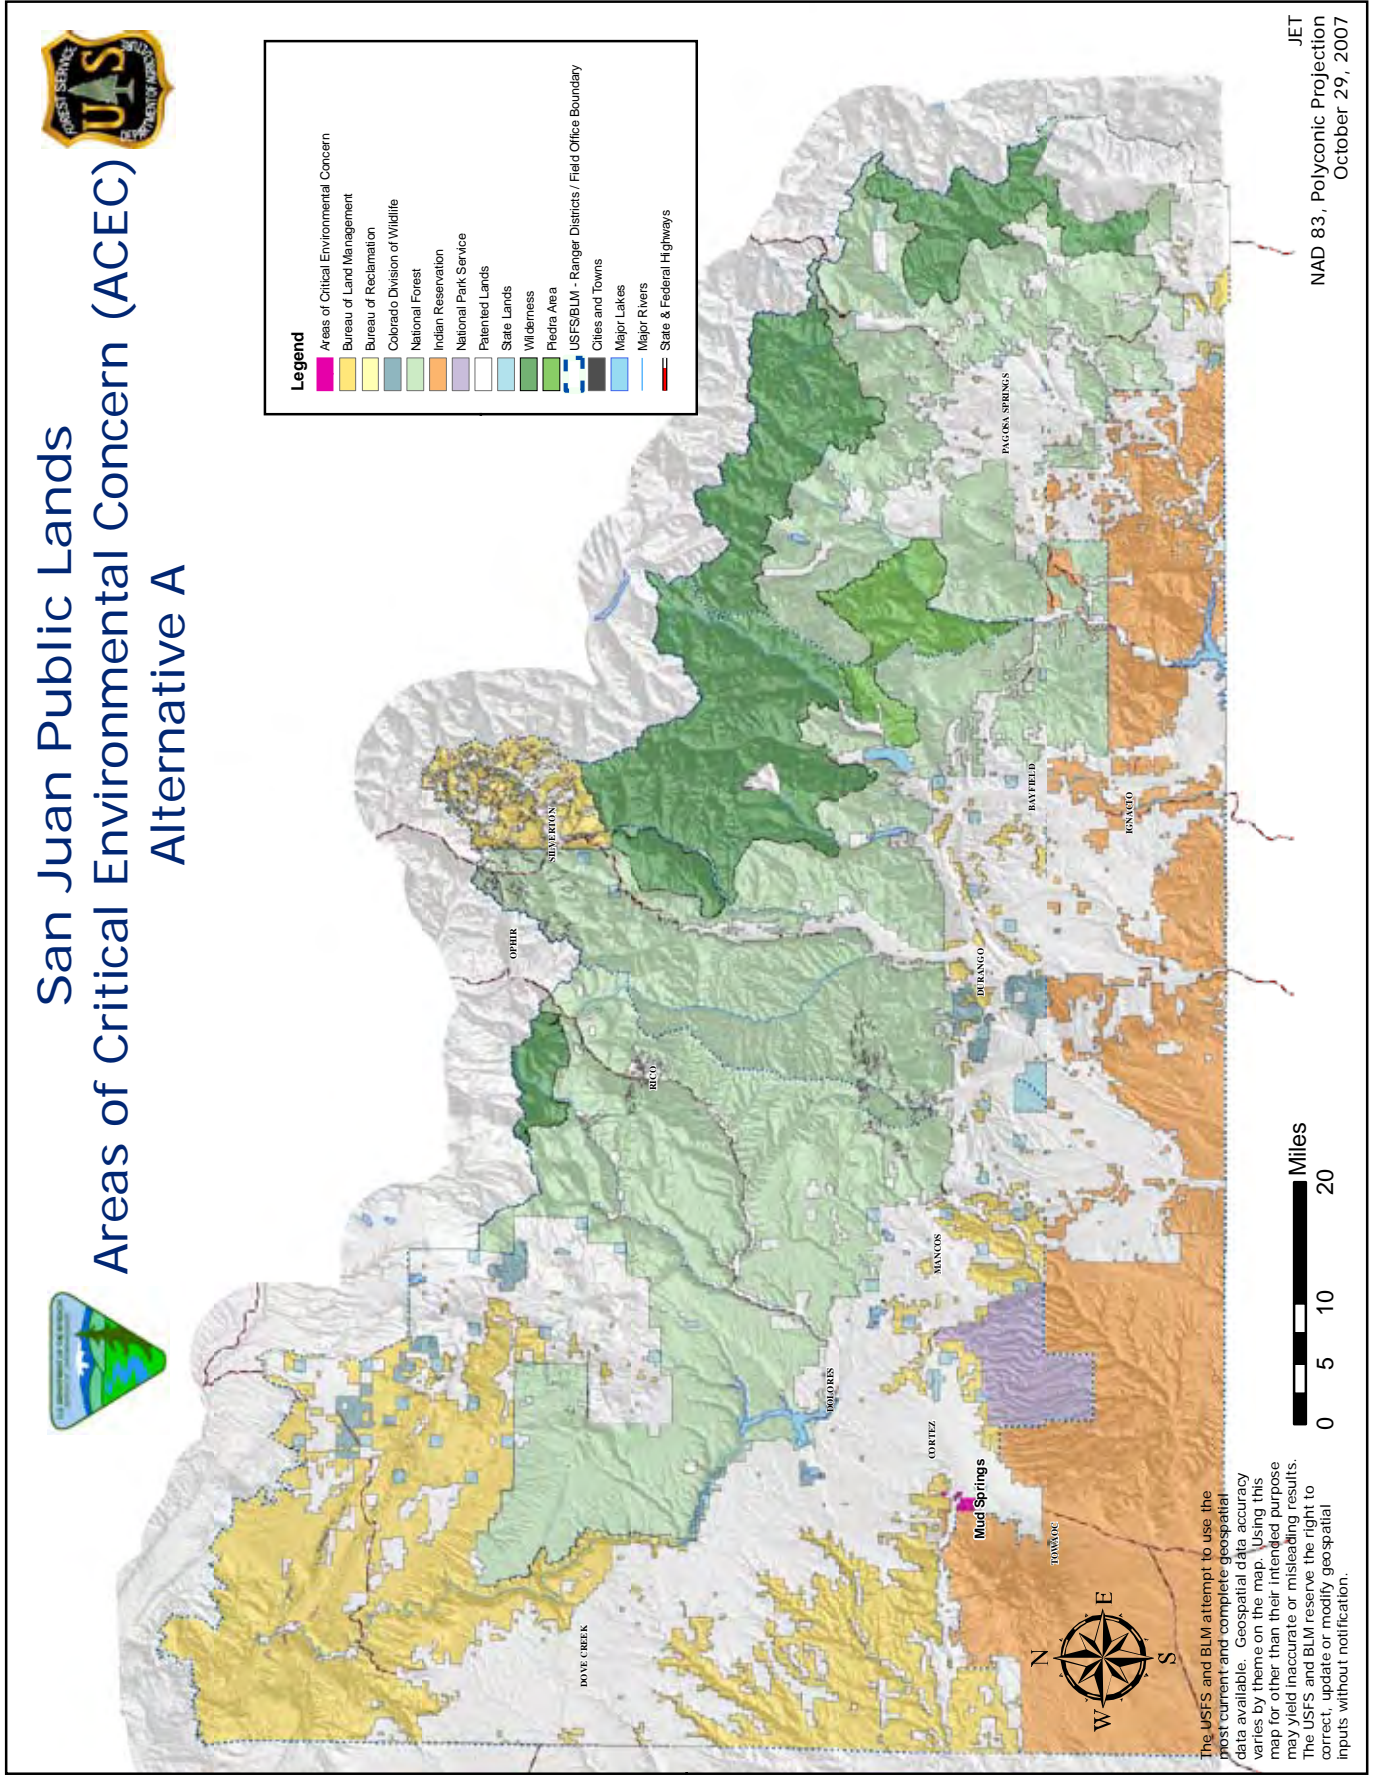 San Juan Public Lands
Areas of Critical Environmental Concern (ACEC)
Alternative A
FOREST SERVICE
U S
DEPARTMENT OF AGRICULTURE
Legend
Areas of Critical Environmental Concern
Bureau of Land Management
Bureau of Reclamation
Colorado Division of Wildlife
National Forest
Indian Reservation
National Park Service
Patented Lands
State Lands
Wilderness
Piedra Area
USFS/BLM - Ranger Districts / Field Office Boundary
Cities and Towns
Major Lakes
Major Rivers
State & Federal Highways
SILVERTON
OPHIR
RICO
DOVE CREEK
DOLORES
CORTEZ
Mud Springs
TOWAOC
MANCOS
DURANGO
BAYFIELD
IGNACIO
PAGOSA SPRINGS
N
W
E
S
The USFS and BLM attempt to use the
most current and complete geospatial
data available. Geospatial data accuracy
varies by theme on the map. Using this
map for other than their intended purpose
may yield inaccurate or misleading results.
The USFS and BLM reserve the right to
correct, update or modify geospatial
inputs without notification.
Miles
0 5 10 20
JET
NAD 83, Polyconic Projection
October 29, 2007